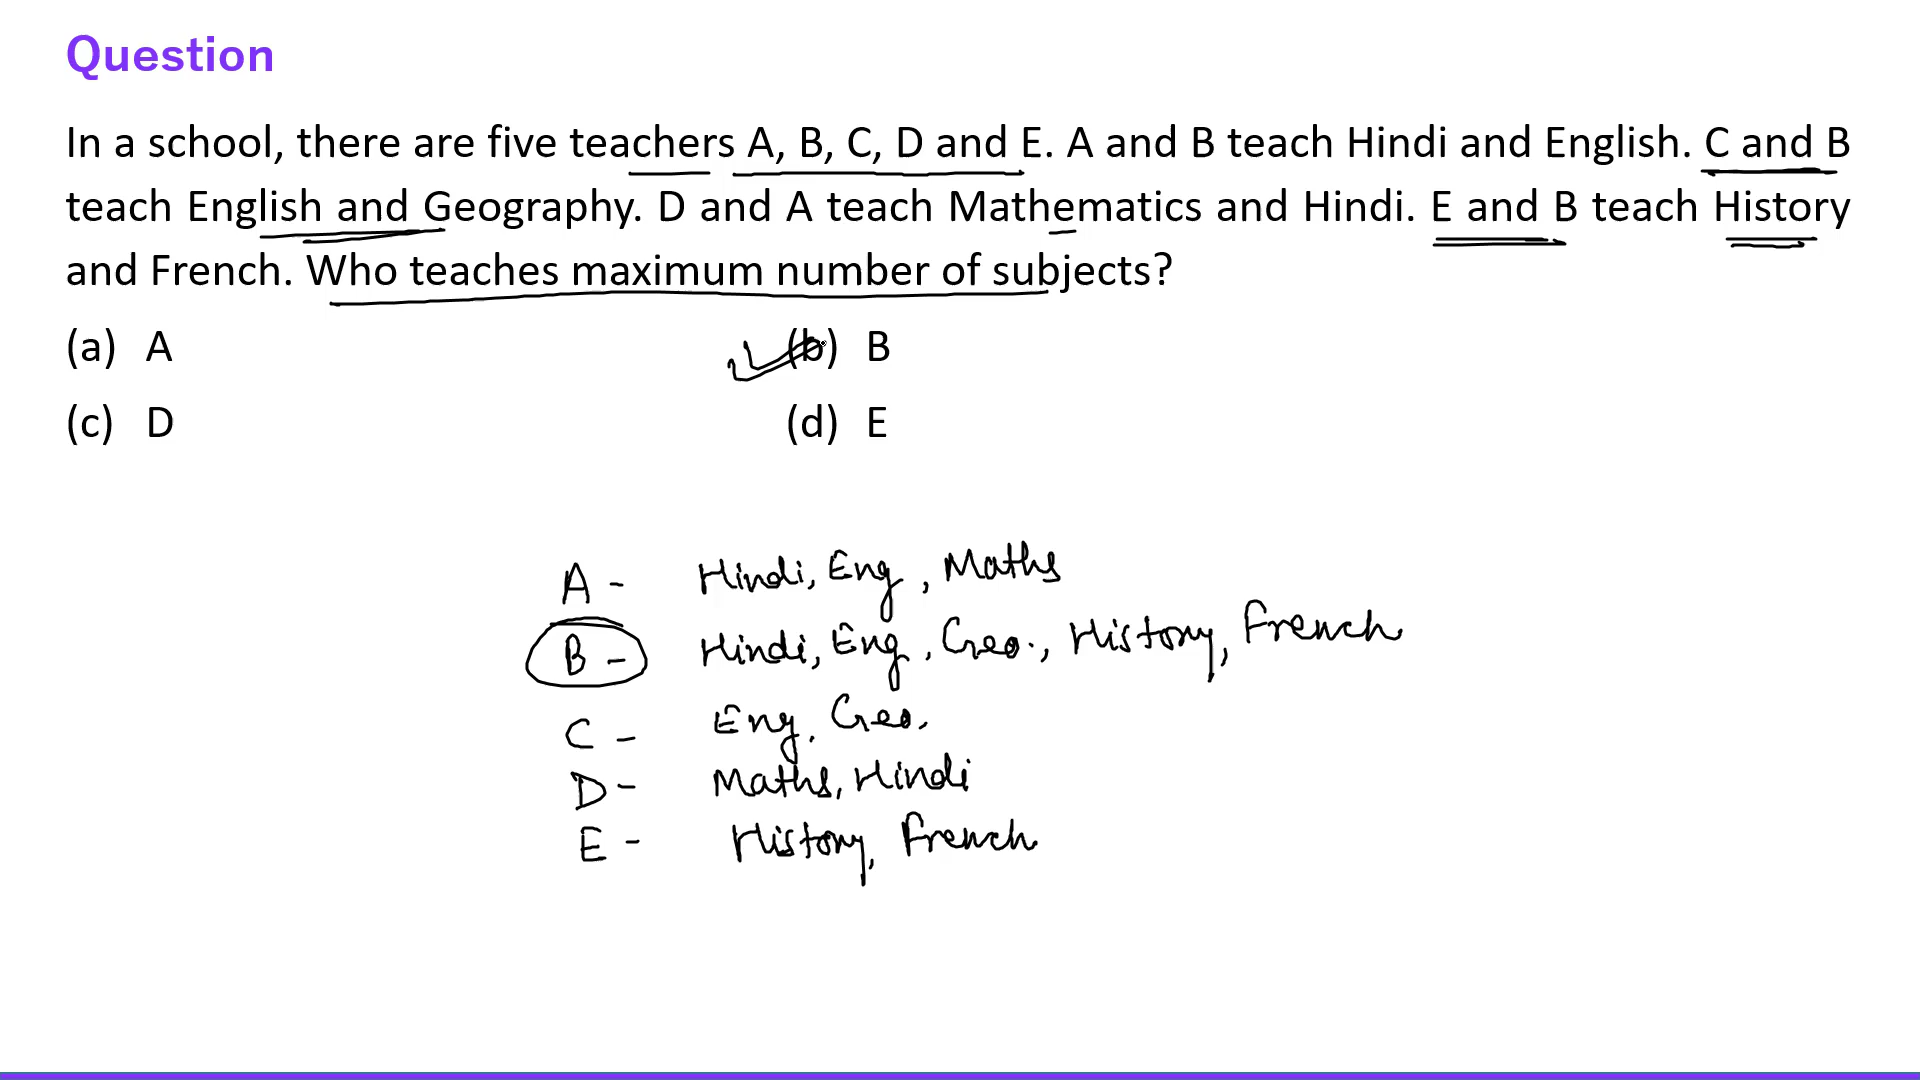 Question
In a school, there are five teachers A, B, C, D and E. A and B teach Hindi and English. C and B
teach English and Geography. D and A teach Mathematics and Hindi. E and B teach History
and French. Who teaches maximum number of subjects?
(a) A (b) B
(c) D (d) E
A - Hindi, Eng, Maths
B - Hindi, Eng, Geo., History, French
C - Eng, Geo.
D - Maths, Hindi
E - History, French